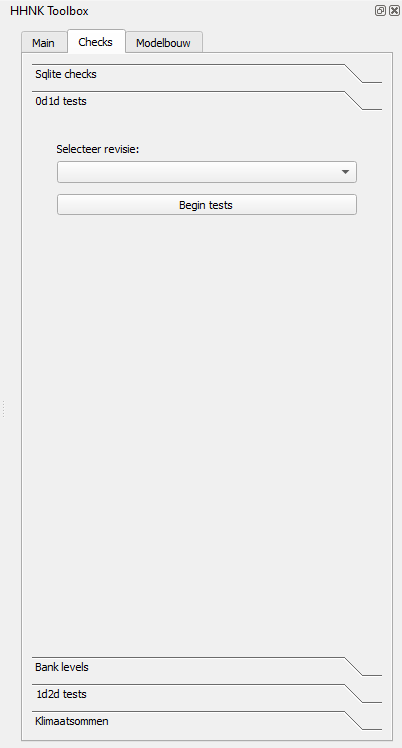 HHNK Toolbox
Main
Checks
Modelbouw
Sqlite checks
0d1d tests
Selecteer revisie:
Begin tests
Bank levels
1d2d tests
Klimaatsommen